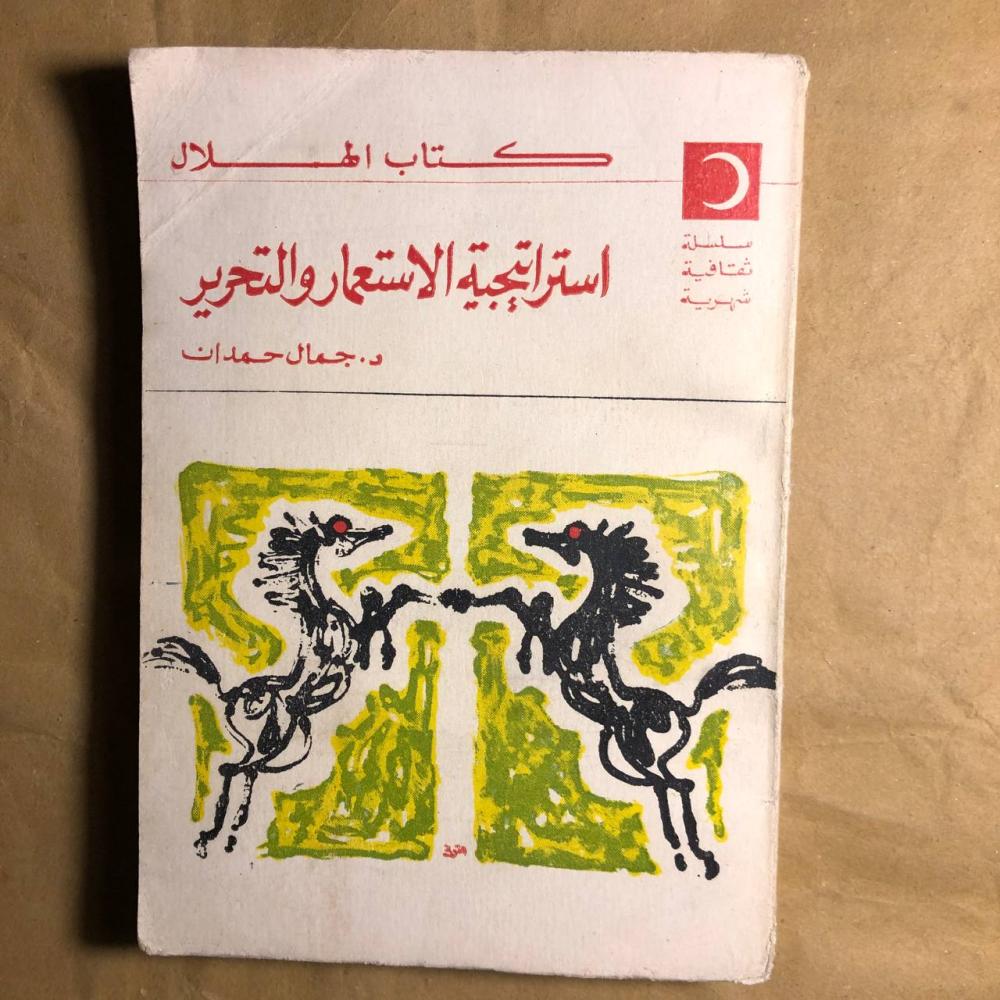 كتاب الهلال
سلسلة
ثقافية
شهرية
استراتيجية الاستعمار والتحرير
د. جمال حمدان